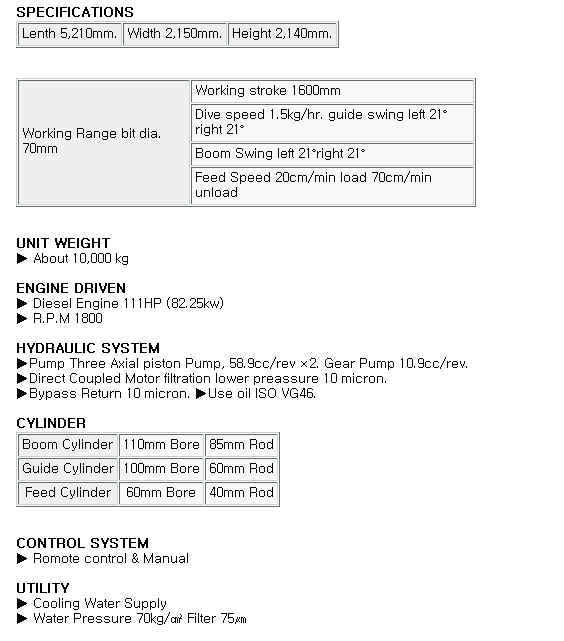 SPECIFICATIONS
Lenth 5,210mm. Width 2,150mm. Height 2,140mm.
Working Range bit dia. 70mm
Working stroke 1600mm
Dive speed 1.5kg/hr. guide swing left 21°
right 21°
Boom Swing left 21°right 21°
Feed Speed 20cm/min load 70cm/min
unload
UNIT WEIGHT
▶ About 10,000 kg
ENGINE DRIVEN
▶ Diesel Engine 111HP (82.25kw)
▶ R.P.M 1800
HYDRAULIC SYSTEM
▶Pump Three Axial piston Pump, 58.9cc/rev ×2. Gear Pump 10.9cc/rev.
▶Direct Coupled Motor filtration lower preassure 10 micron.
▶Bypass Return 10 micron. ▶Use oil ISO VG46.
CYLINDER
Boom Cylinder 110mm Bore 85mm Rod
Guide Cylinder 100mm Bore 60mm Rod
Feed Cylinder 60mm Bore 40mm Rod
CONTROL SYSTEM
▶ Romote control & Manual
UTILITY
▶ Cooling Water Supply
▶ Water Pressure 70kg/㎠ Filter 75㎛